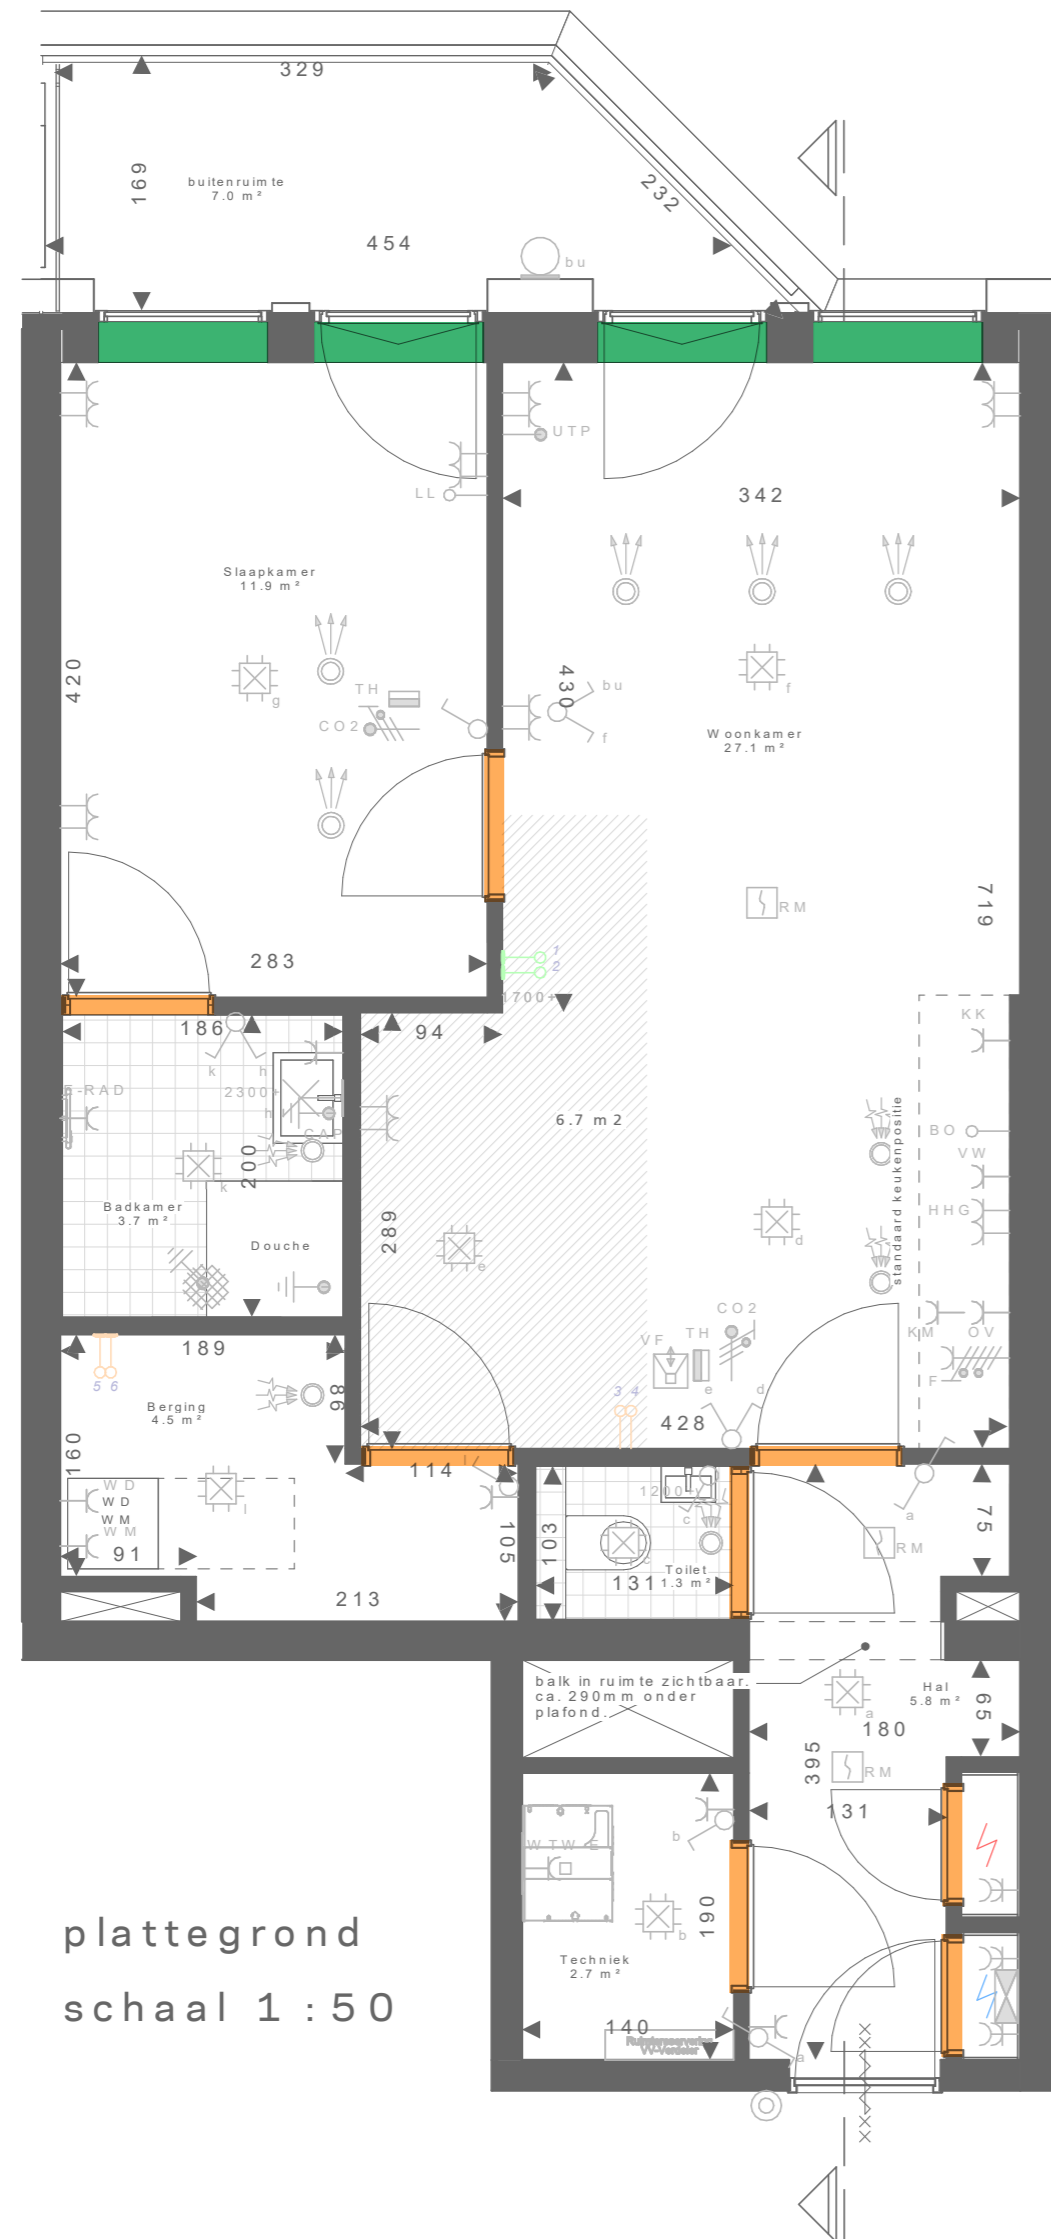 329
169
buitenruimte
7.0 m²
232
454
bu
UTP
LL
342
Slaapkamer
11.9 m²
420
g
TH
CO2
430
bu
f
f
Woonkamer
27.1 m²
719
RM
283
1
2
1700+
186
94
k
h
E-RAD
2300+
h
CAP
200
k
Badkamer
3.7 m²
Douche
6.7 m2
289
e
d
KK
BO
VW
HHG
standaard keukenpositie
KM
OV
F
CO2
VF
TH
e
d
3 4
428
189
5 6
98
Berging
4.5 m²
160
WD
WD
WM
WM
91
l
114
105
213
103
1200+
c
c
Toilet
131
1.3 m²
a
RM
75
balk in ruimte zichtbaar.
ca. 290mm onder
plafond.
Hal
5.8 m²
a
65
180
395
RM
131
b
WTW E
b
190
Techniek
2.7 m²
140
a
plattegrond
schaal 1:50